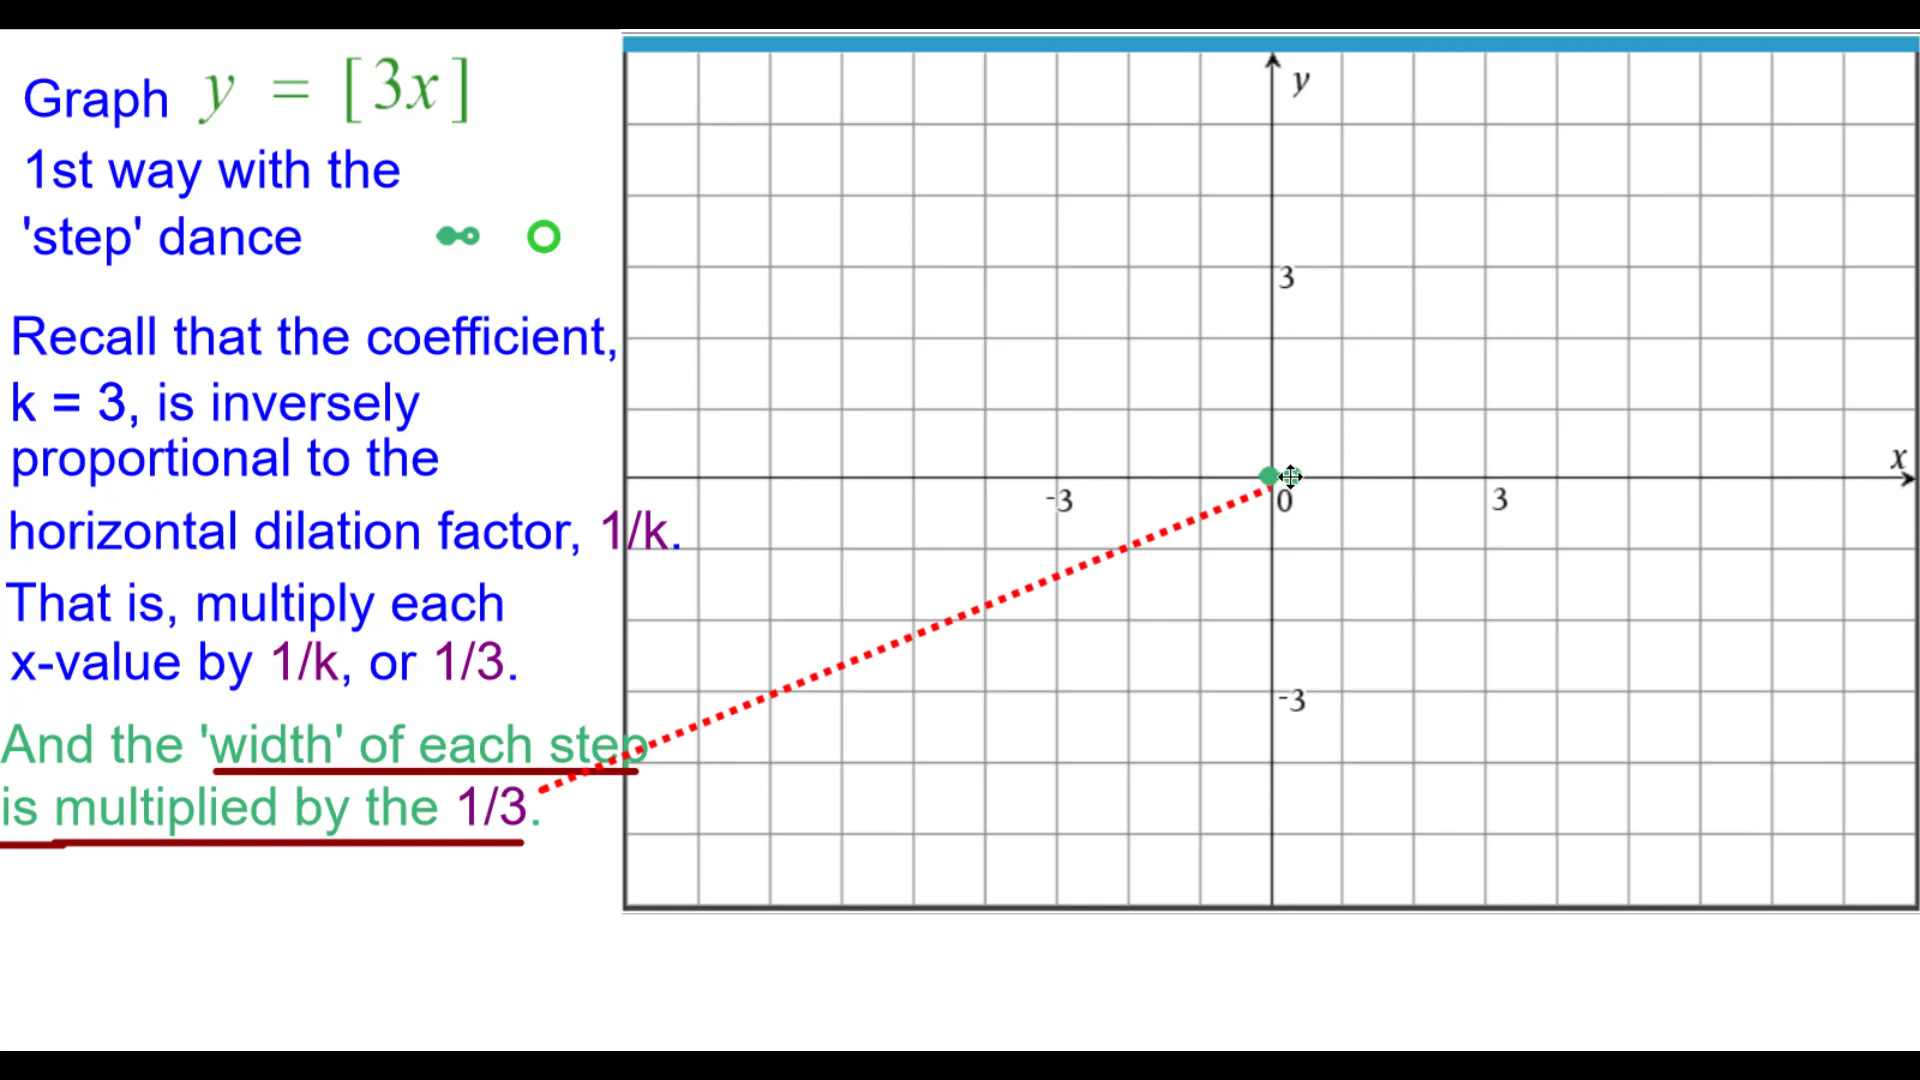 Graph y = [3x]
1st way with the
'step' dance
Recall that the coefficient,
k = 3, is inversely
proportional to the
horizontal dilation factor, 1/k.
That is, multiply each
x-value by 1/k, or 1/3.
And the 'width' of each step
is multiplied by the 1/3.
y
3
x
-3
0
3
-3